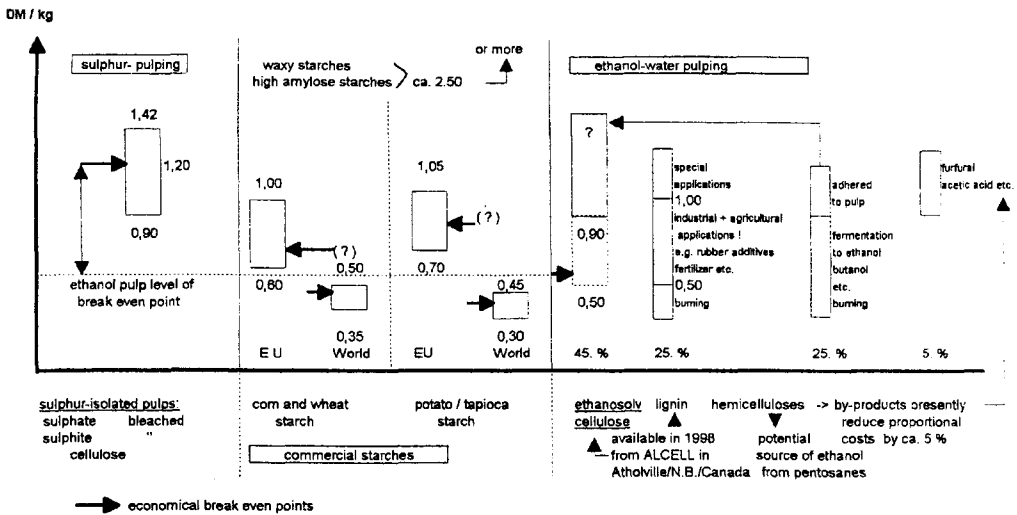 DM / kg
sulphur- pulping
1,42
1,20
0,90
ethanol pulp level of
break even point
waxy starches
high amylose starches
ca. 2.50
or more
1,00
(?)
0,60
0,50
0,35
EU
World
1,05
(?)
0,70
0,45
0,30
EU
World
ethanol-water pulping
?
0,90
0,50
special
applications
1,00
industrial + agricultural
applications !
e.g. rubber additives
fertilizer etc.
0,50
burning
adhered
to pulp
fermentation
to ethanol
butanol
etc.
burning
furfural
acetic acid etc.
45. %
25. %
25. %
5. %
sulphur-isolated pulps:
sulphate bleached
sulphite "
cellulose
corn and wheat
starch
potato / tapioca
starch
commercial starches
ethanosolv
cellulose
lignin
available in 1998
from ALCELL in
Atholville/N.B./Canada
hemicelluloses
potential
source of ethanol
from pentosanes
-> by-products presently
reduce proportional
costs by ca. 5 %
economical break even points